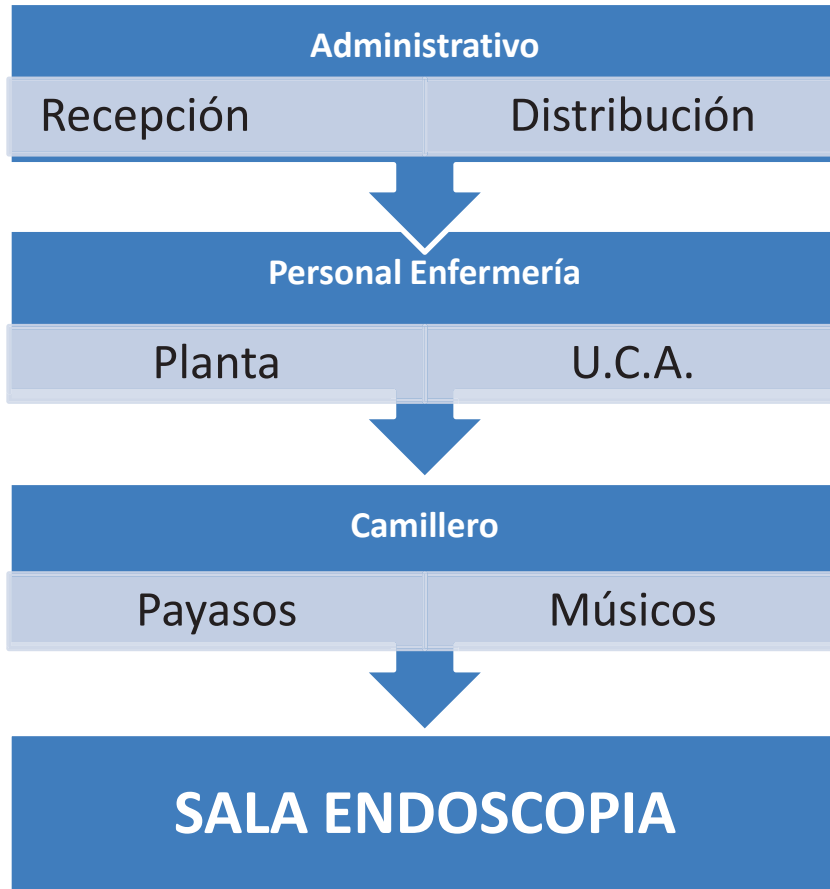 Administrativo
Recepción Distribución
Personal Enfermería
Planta U.C.A.
Camillero
Payasos Músicos
SALA ENDOSCOPIA